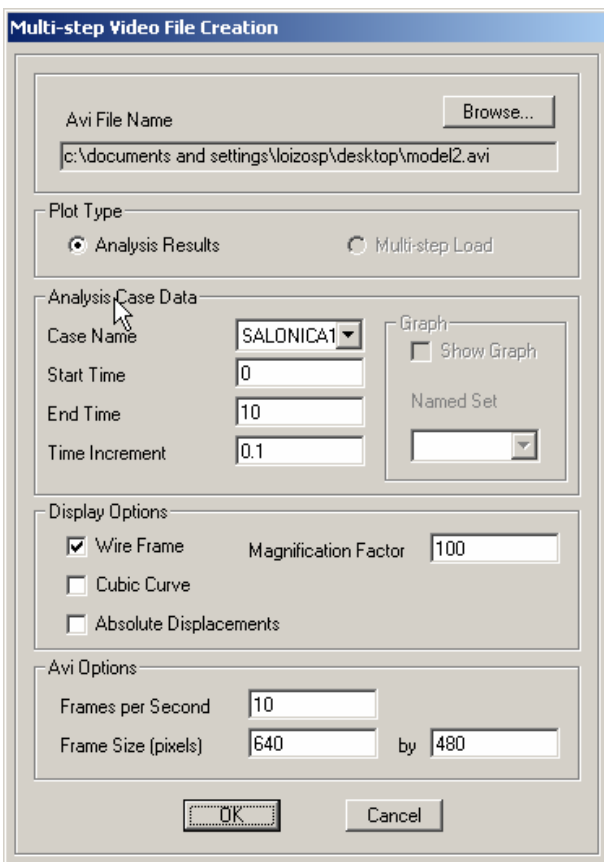 Multi-step Video File Creation
Avi File Name
Browse...
c:\documents and settings\loizosp\desktop\model2.avi
Plot Type
Analysis Results
Multi-step Load
Analysis Case Data
Case Name
SALONICA1
Start Time
0
End Time
10
Time Increment
0.1
Graph
Show Graph
Named Set
Display Options
Wire Frame
Magnification Factor
100
Cubic Curve
Absolute Displacements
Avi Options
Frames per Second
10
Frame Size (pixels)
640
by
480
OK
Cancel